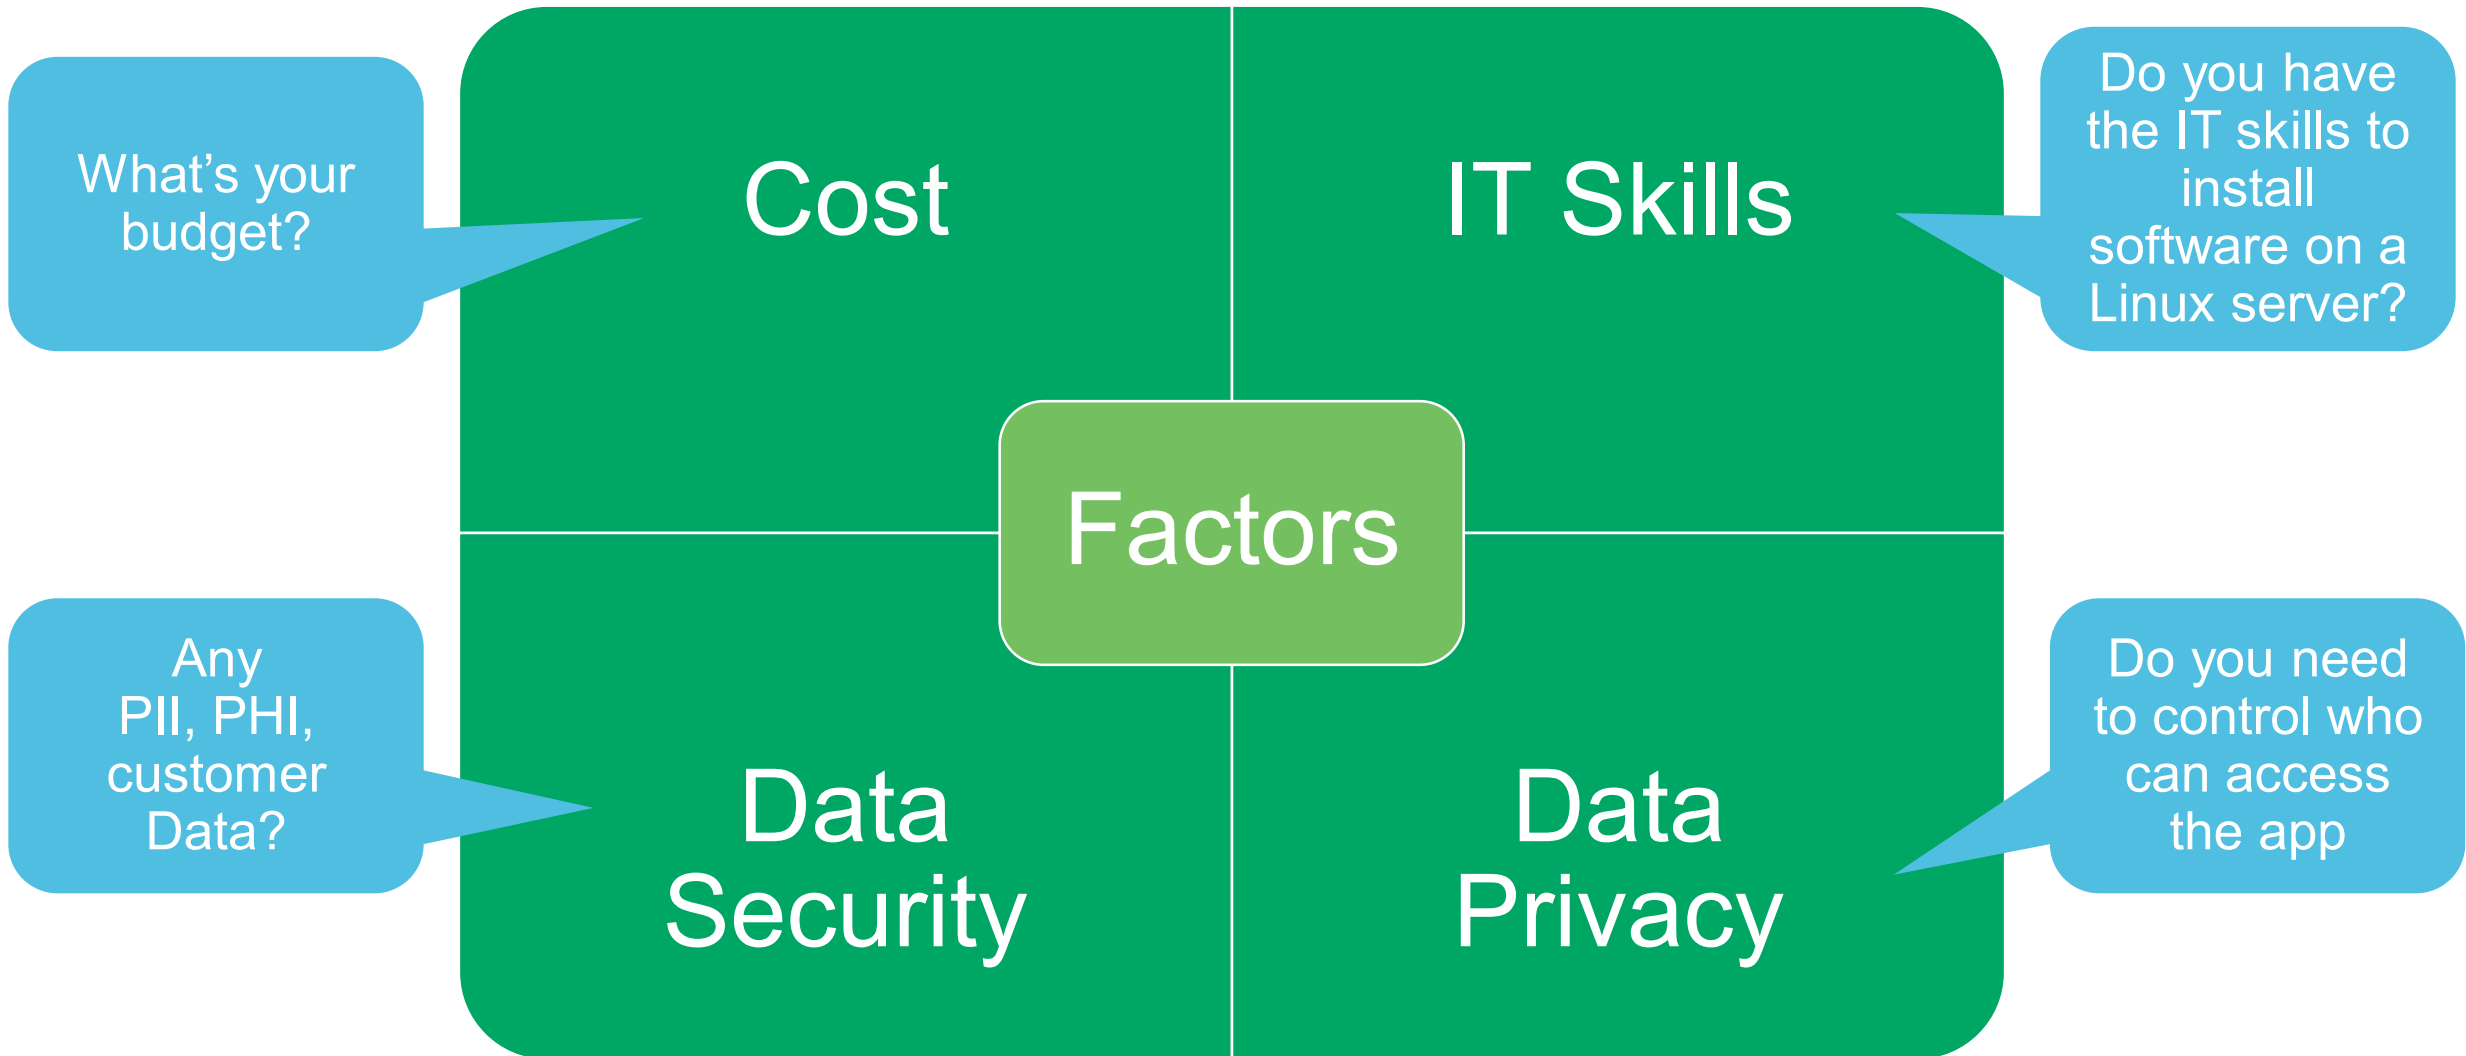 What’s your
budget?
Cost
IT Skills
Do you have
the IT skills to
install
software on a
Linux server?
Factors
Any
PII, PHI,
customer
Data?
Data
Security
Data
Privacy
Do you need
to control who
can access
the app